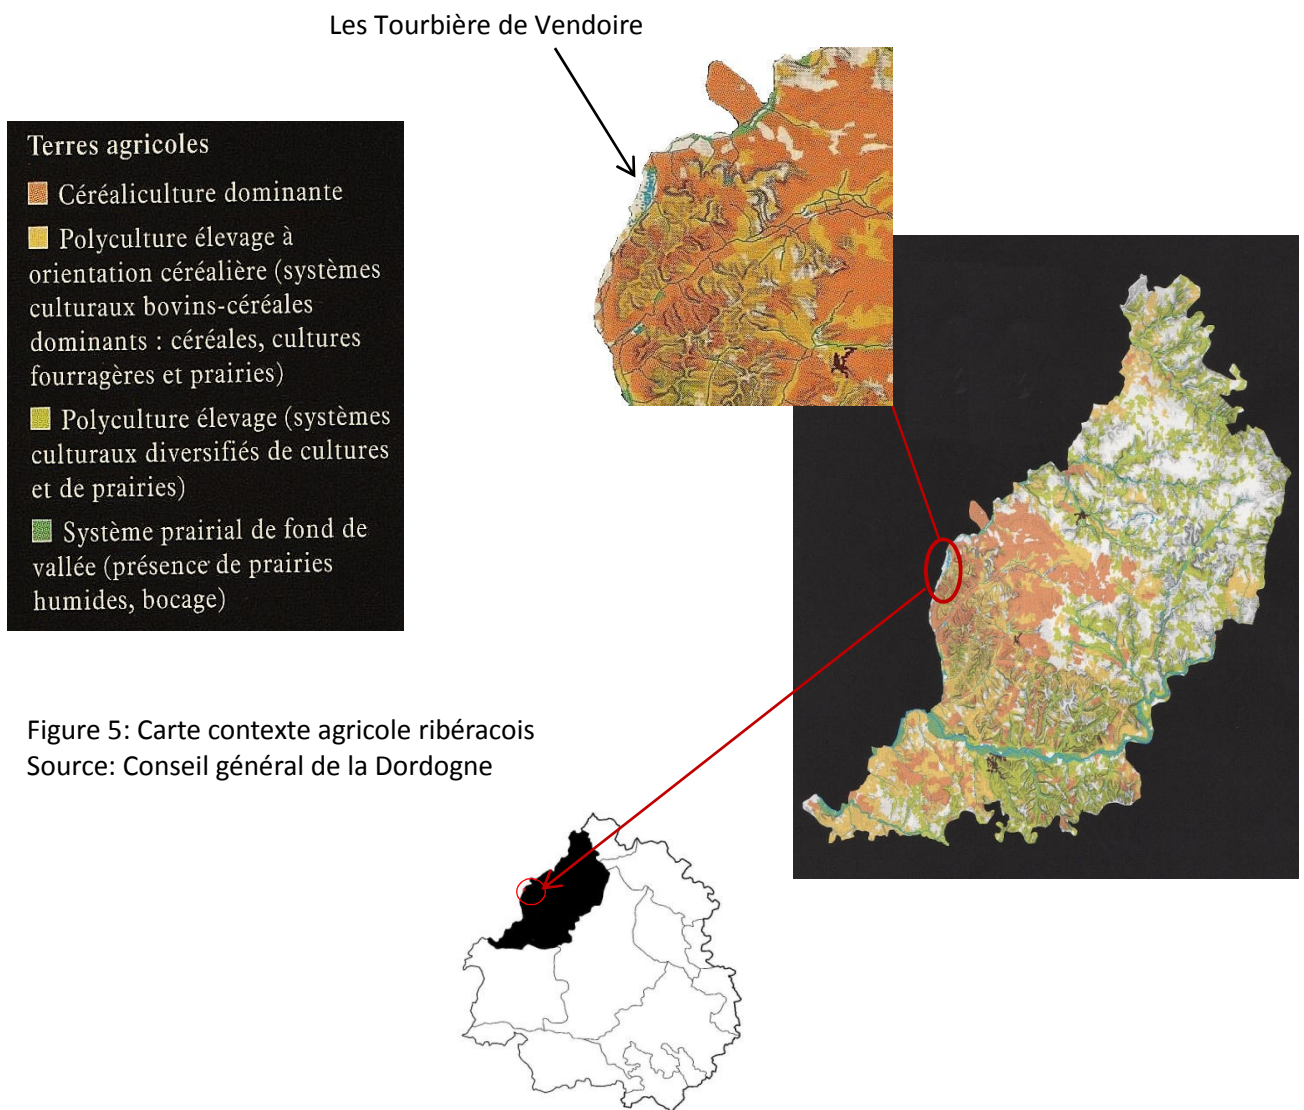 Les Tourbière de Vendoire
Terres agricoles
Céréaliculture dominante
Polyculture élevage à
orientation céréalière (systèmes
culturaux bovins-céréales
dominants : céréales, cultures
fourragères et prairies)
Polyculture élevage (systèmes
culturaux diversifiés de cultures
et de prairies)
Système prairial de fond de
vallée (présence de prairies
humides, bocage)
Figure 5: Carte contexte agricole ribéracois
Source: Conseil général de la Dordogne